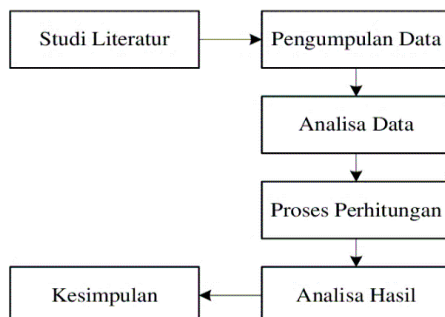 Studi Literatur
Pengumpulan Data
Analisa Data
Proses Perhitungan
Analisa Hasil
Kesimpulan